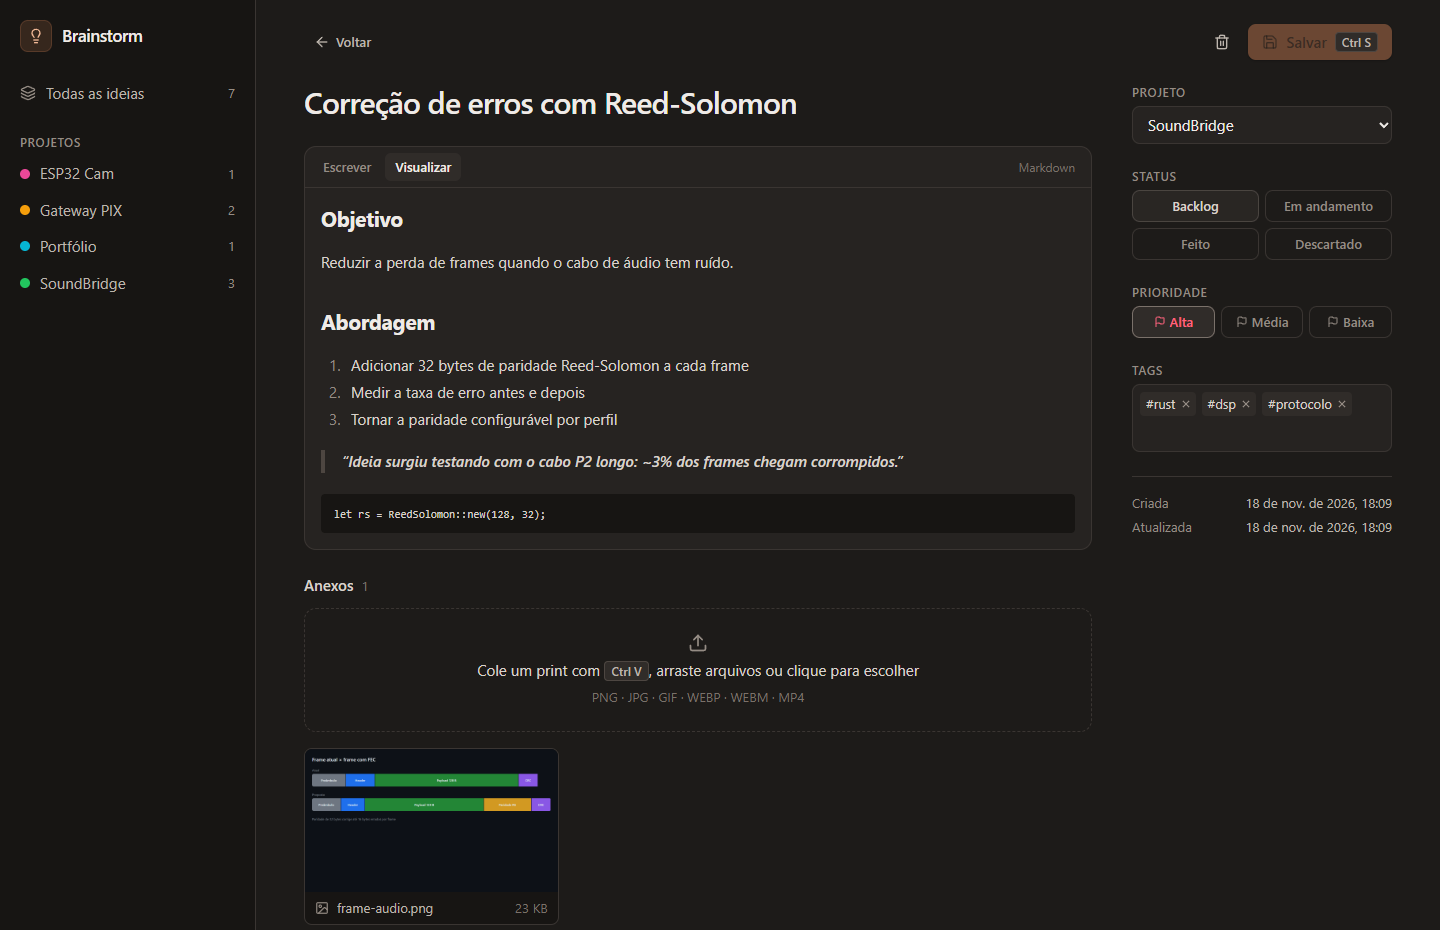 Brainstorm
Todas as ideias 7
PROJETOS
ESP32 Cam 1
Gateway PIX 2
Portfólio 1
SoundBridge 3
Voltar
Salvar Ctrl S
Correção de erros com Reed-Solomon
Escrever Visualizar Markdown
Objetivo
Reduzir a perda de frames quando o cabo de áudio tem ruído.
Abordagem
1. Adicionar 32 bytes de paridade Reed-Solomon a cada frame
2. Medir a taxa de erro antes e depois
3. Tornar a paridade configurável por perfil
“Ideia surgiu testando com o cabo P2 longo: ~3% dos frames chegam corrompidos.”
let rs = ReedSolomon::new(128, 32);
Anexos 1
Cole um print com Ctrl V, arraste arquivos ou clique para escolher
PNG · JPG · GIF · WEBP · WEBM · MP4
Frame atual + frame com FEC
frame-audio.png 23 KB
PROJETO
SoundBridge
STATUS
Backlog Em andamento
Feito Descartado
PRIORIDADE
Alta Média Baixa
TAGS
#rust × #dsp × #protocolo ×
Criada 18 de nov. de 2026, 18:09
Atualizada 18 de nov. de 2026, 18:09